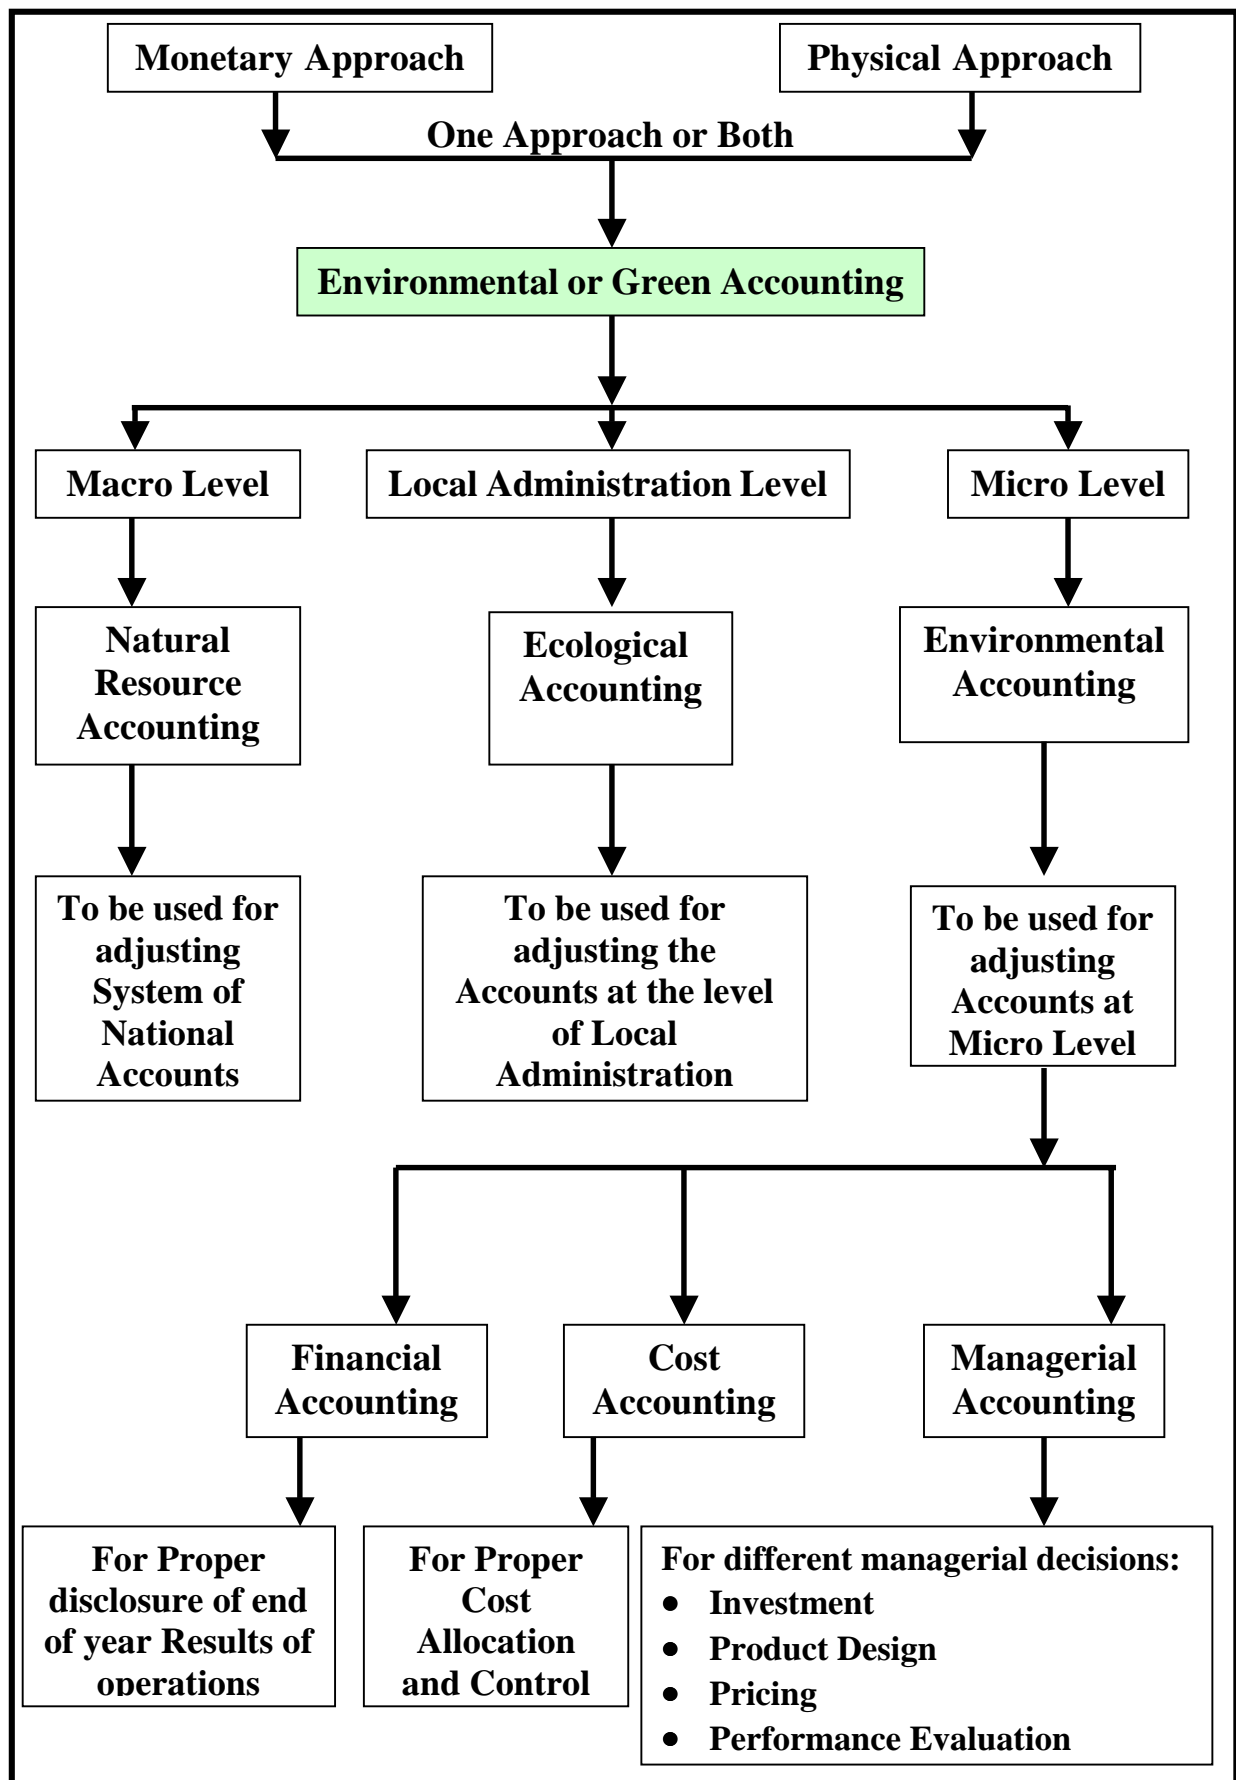 Monetary Approach
Physical Approach
One Approach or Both
Environmental or Green Accounting
Macro Level
Local Administration Level
Micro Level
Natural
Resource
Accounting
Ecological
Accounting
Environmental
Accounting
To be used for
adjusting
System of
National
Accounts
To be used for
adjusting the
Accounts at the level
of Local
Administration
To be used for
adjusting
Accounts at
Micro Level
Financial
Accounting
Cost
Accounting
Managerial
Accounting
For Proper
disclosure of end
of year Results of
operations
For Proper
Cost
Allocation
and Control
For different managerial decisions:
• Investment
• Product Design
• Pricing
• Performance Evaluation